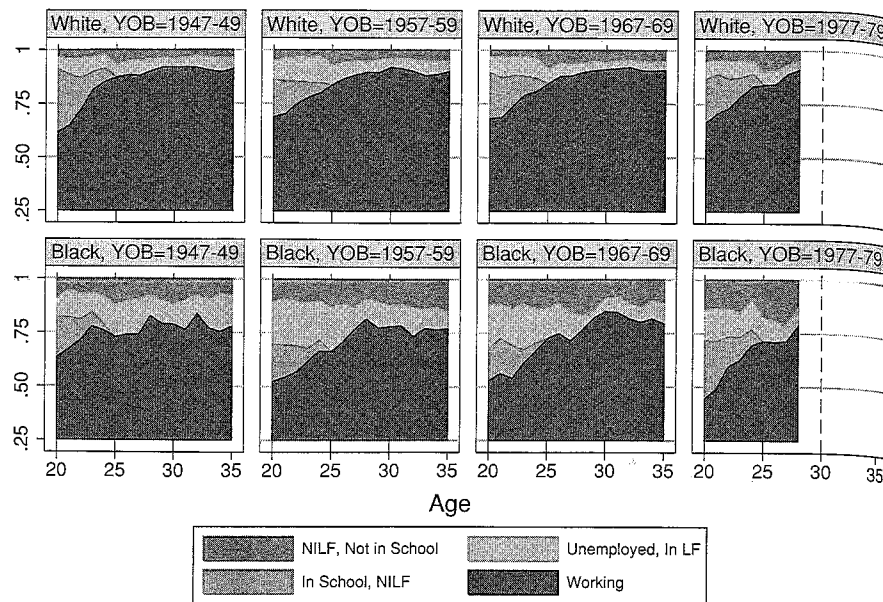 White, YOB=1947-49 White, YOB=1957-59 White, YOB=1967-69 White, YOB=1977-79
1
.75
.50
.25
Black, YOB=1947-49 Black, YOB=1957-59 Black, YOB=1967-69 Black, YOB=1977-79
1
.75
.50
.25
20 25 30 35 20 25 30 35 20 25 30 35 20 25 30 35
Age
NILF, Not in School Unemployed, In LF
In School, NILF Working